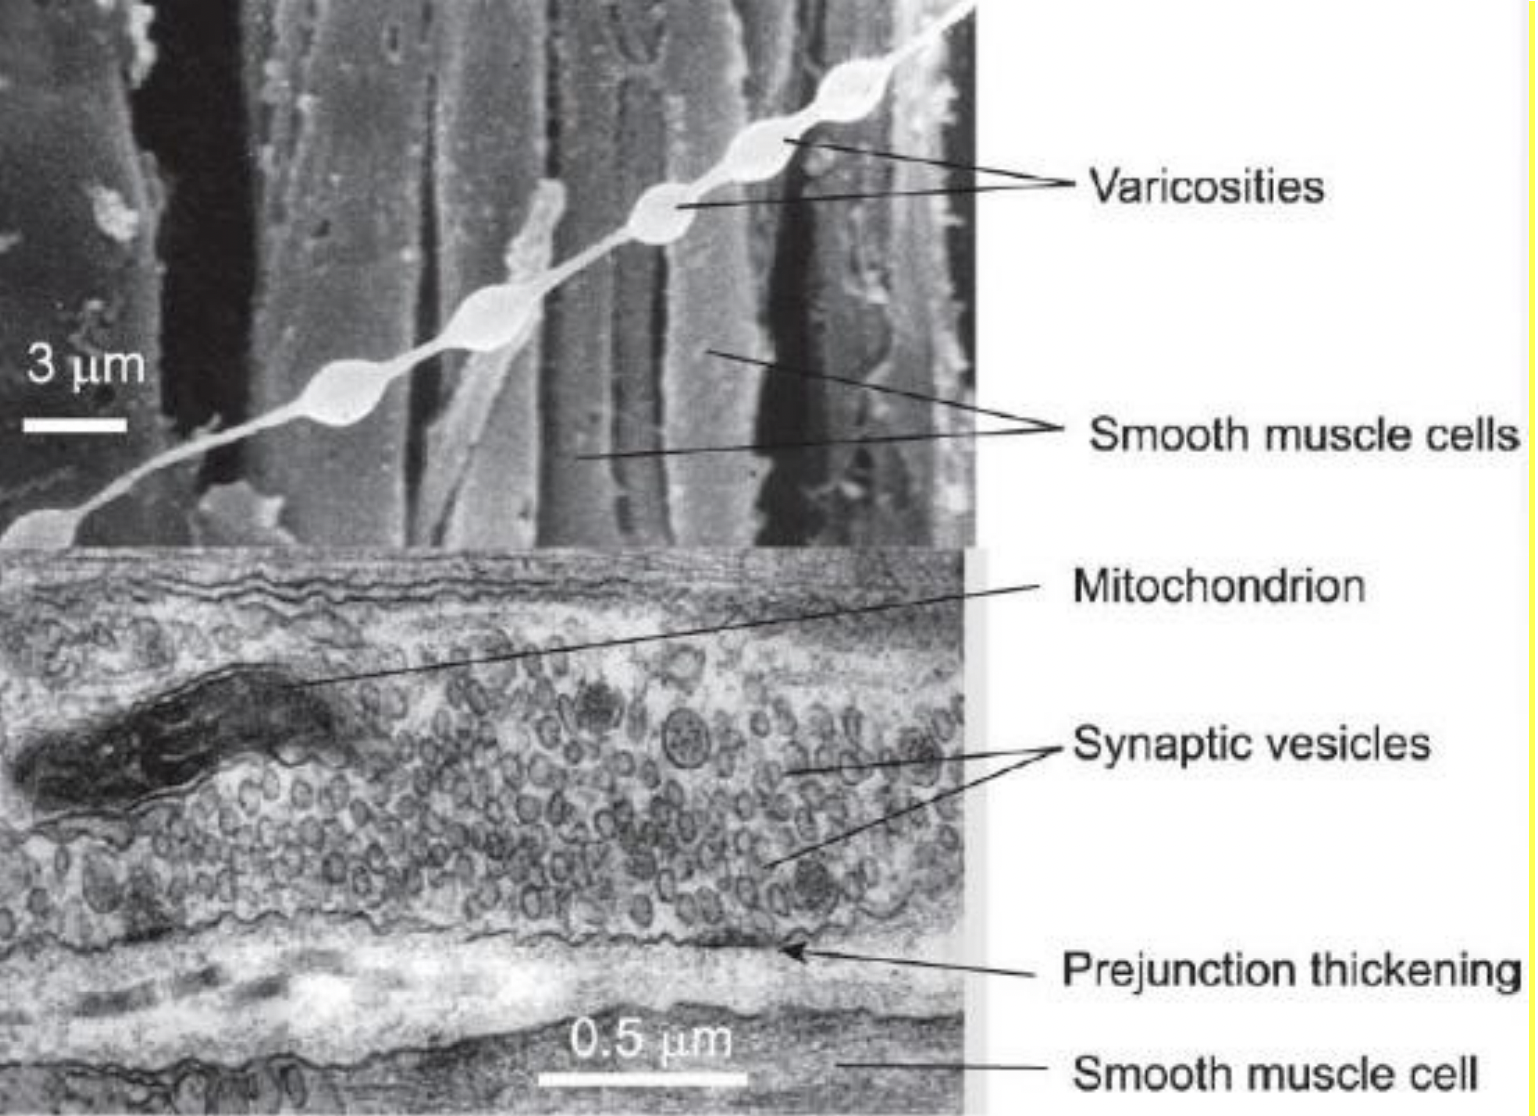 Varicosities
3 μm
Smooth muscle cells
Mitochondrion
Synaptic vesicles
Prejunction thickening
0.5 μm
Smooth muscle cell